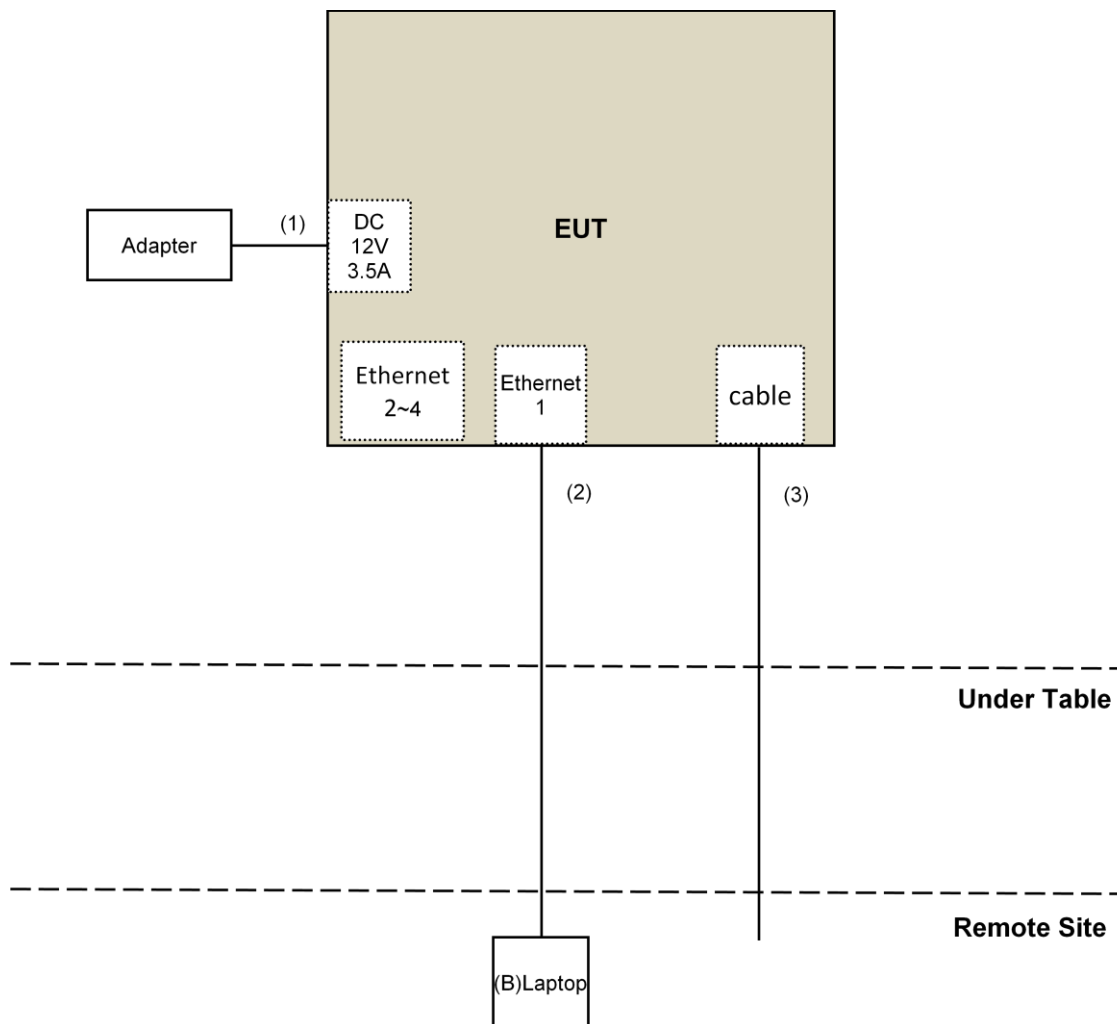 (1)
DC
12V
3.5A
EUT
Adapter
Ethernet
2~4
Ethernet
1
cable
(2)
(3)
Under Table
Remote Site
(B)Laptop